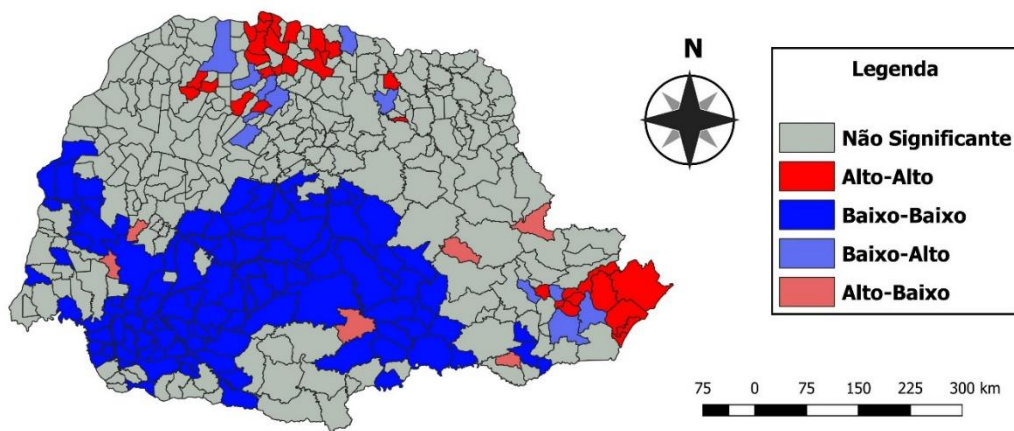 N
Legenda
Não Significante
Alto-Alto
Baixo-Baixo
Baixo-Alto
Alto-Baixo
75 0 75 150 225 300 km